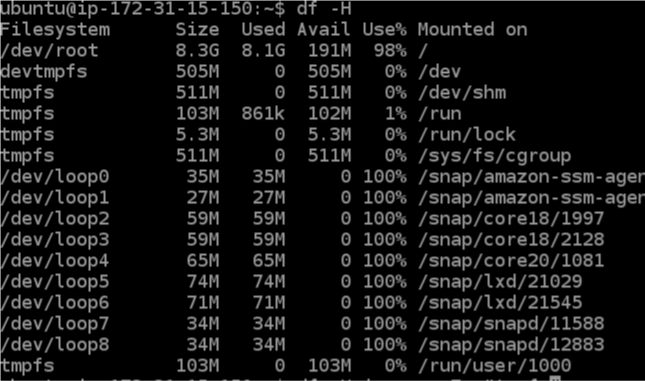 ubuntu@ip-172-31-15-150:~$ df -H
Filesystem Size Used Avail Use% Mounted on
/dev/root 8.3G 8.1G 191M 98% /
devtmpfs 505M 0 505M 0% /dev
tmpfs 511M 0 511M 0% /dev/shm
tmpfs 103M 861k 102M 1% /run
tmpfs 5.3M 0 5.3M 0% /run/lock
tmpfs 511M 0 511M 0% /sys/fs/cgroup
/dev/loop0 35M 35M 0 100% /snap/amazon-ssm-agen
/dev/loop1 27M 27M 0 100% /snap/amazon-ssm-agen
/dev/loop2 59M 59M 0 100% /snap/core18/1997
/dev/loop3 59M 59M 0 100% /snap/core18/2128
/dev/loop4 65M 65M 0 100% /snap/core20/1081
/dev/loop5 74M 74M 0 100% /snap/lxd/21029
/dev/loop6 71M 71M 0 100% /snap/lxd/21545
/dev/loop7 34M 34M 0 100% /snap/snapd/11588
/dev/loop8 34M 34M 0 100% /snap/snapd/12883
tmpfs 103M 0 103M 0% /run/user/1000